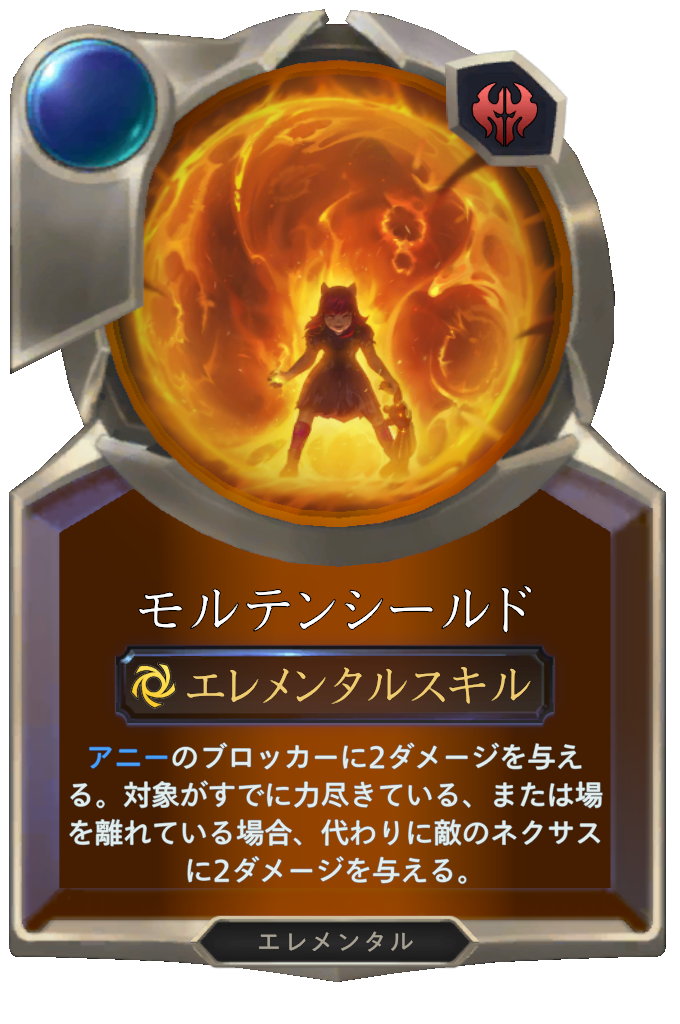 モルテンシールド
エレメンタルスキル
アニーのブロッカーに2ダメージを与え
る。対象がすでに力尽きている、または場
を離れている場合、代わりに敵のネクサス
に2ダメージを与える。
エレメンタル